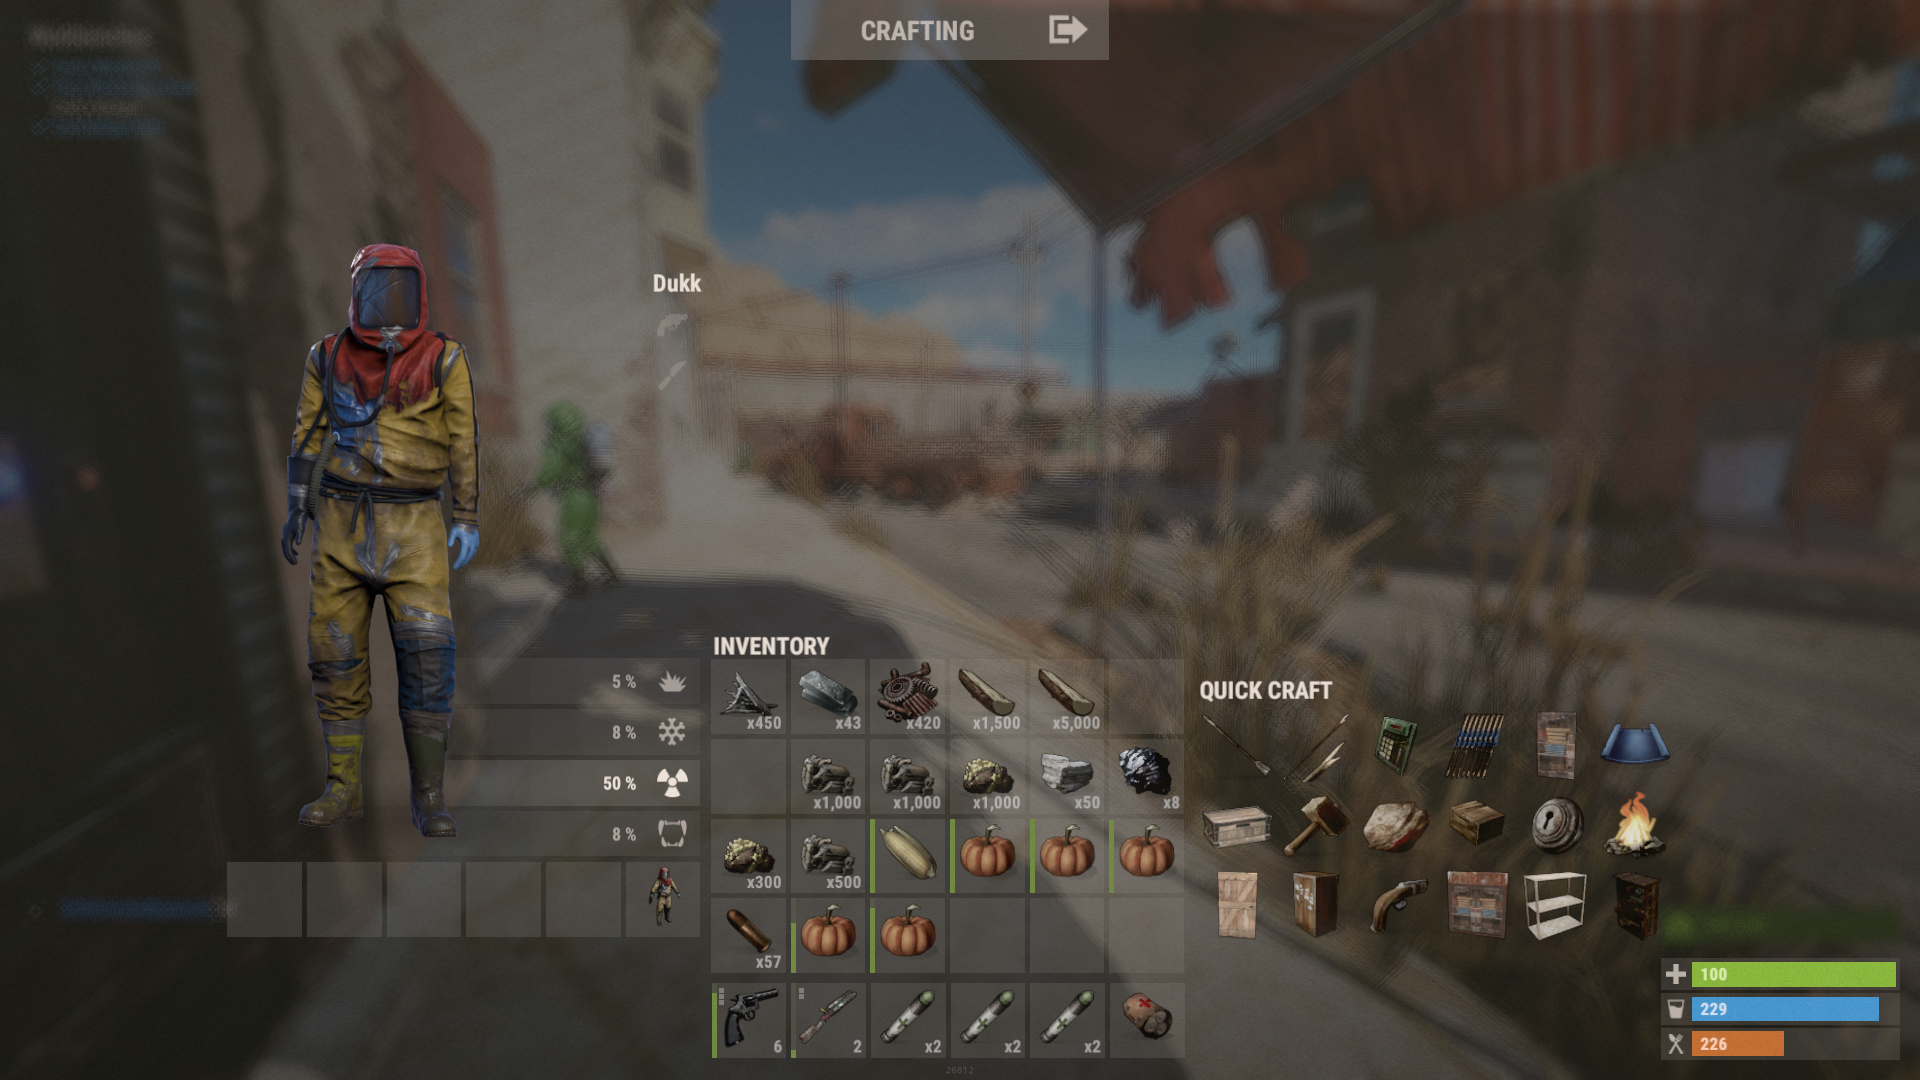 CRAFTING
Dukk
INVENTORY
x450
x43
x420
x1,500
x5,000
x1,000
x1,000
x1,000
x50
x8
x300
x500
x57
6
2
x2
x2
x2
5 %
8 %
50 %
8 %
QUICK CRAFT
100
229
226
26812